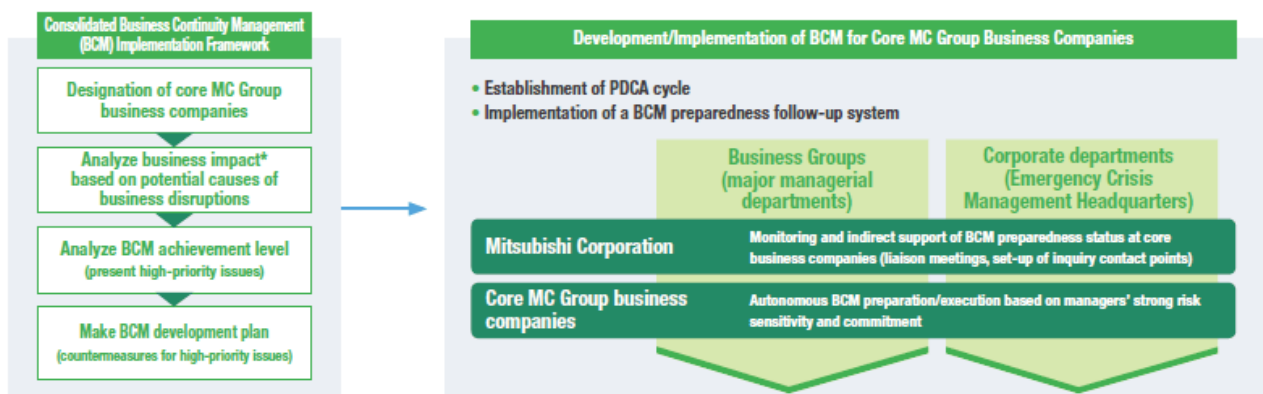 Consolidated Business Continuity Management
(BCM) Implementation Framework
Designation of core MC Group
business companies
Analyze business impact*
based on potential causes of
business disruptions
Analyze BCM achievement level
(present high-priority issues)
Make BCM development plan
(countermeasures for high-priority issues)
Development/Implementation of BCM for Core MC Group Business Companies
• Establishment of PDCA cycle
• Implementation of a BCM preparedness follow-up system
Business Groups
(major managerial
departments)
Corporate departments
(Emergency Crisis
Management Headquarters)
Mitsubishi Corporation
Monitoring and indirect support of BCM preparedness status at core
business companies (liaison meetings, set-up of inquiry contact points)
Core MC Group business
companies
Autonomous BCM preparation/execution based on managers' strong risk
sensitivity and commitment